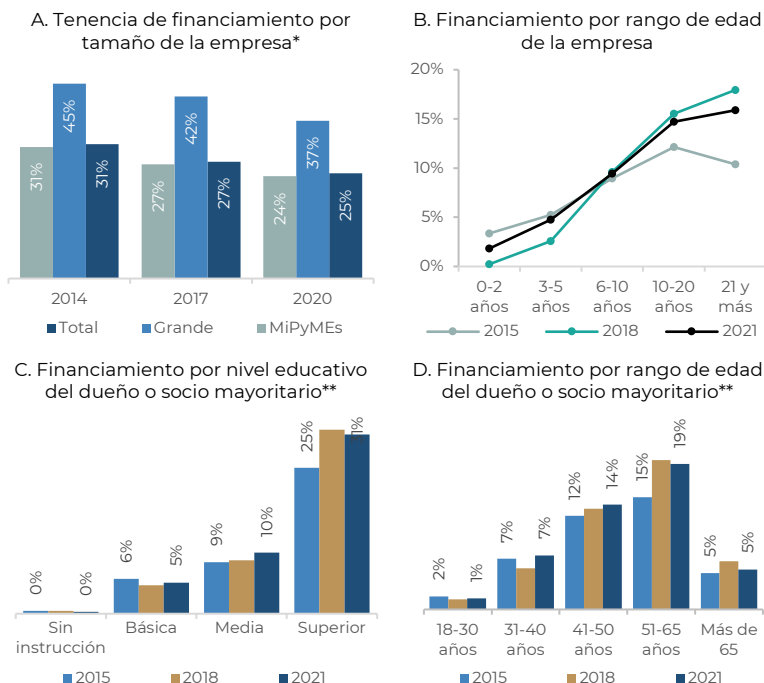 A. Tenencia de financiamiento por
tamaño de la empresa*
31%
45%
31%
27%
42%
27%
24%
37%
25%
2014
2017
2020
Total
Grande
MiPyMEs
B. Financiamiento por rango de edad
de la empresa
20%
15%
10%
5%
0%
0-2
años
3-5
años
6-10
años
10-20
años
21 y
más
2015
2018
2021
C. Financiamiento por nivel educativo
del dueño o socio mayoritario**
0%
0%
6%
5%
9%
10%
25%
Sin
instrucción
Básica
Media
Superior
2015
2018
2021
D. Financiamiento por rango de edad
del dueño o socio mayoritario**
2%
1%
7%
7%
12%
14%
15%
19%
5%
5%
18-30
años
31-40
años
41-50
años
51-65
años
Más de
65
2015
2018
2021